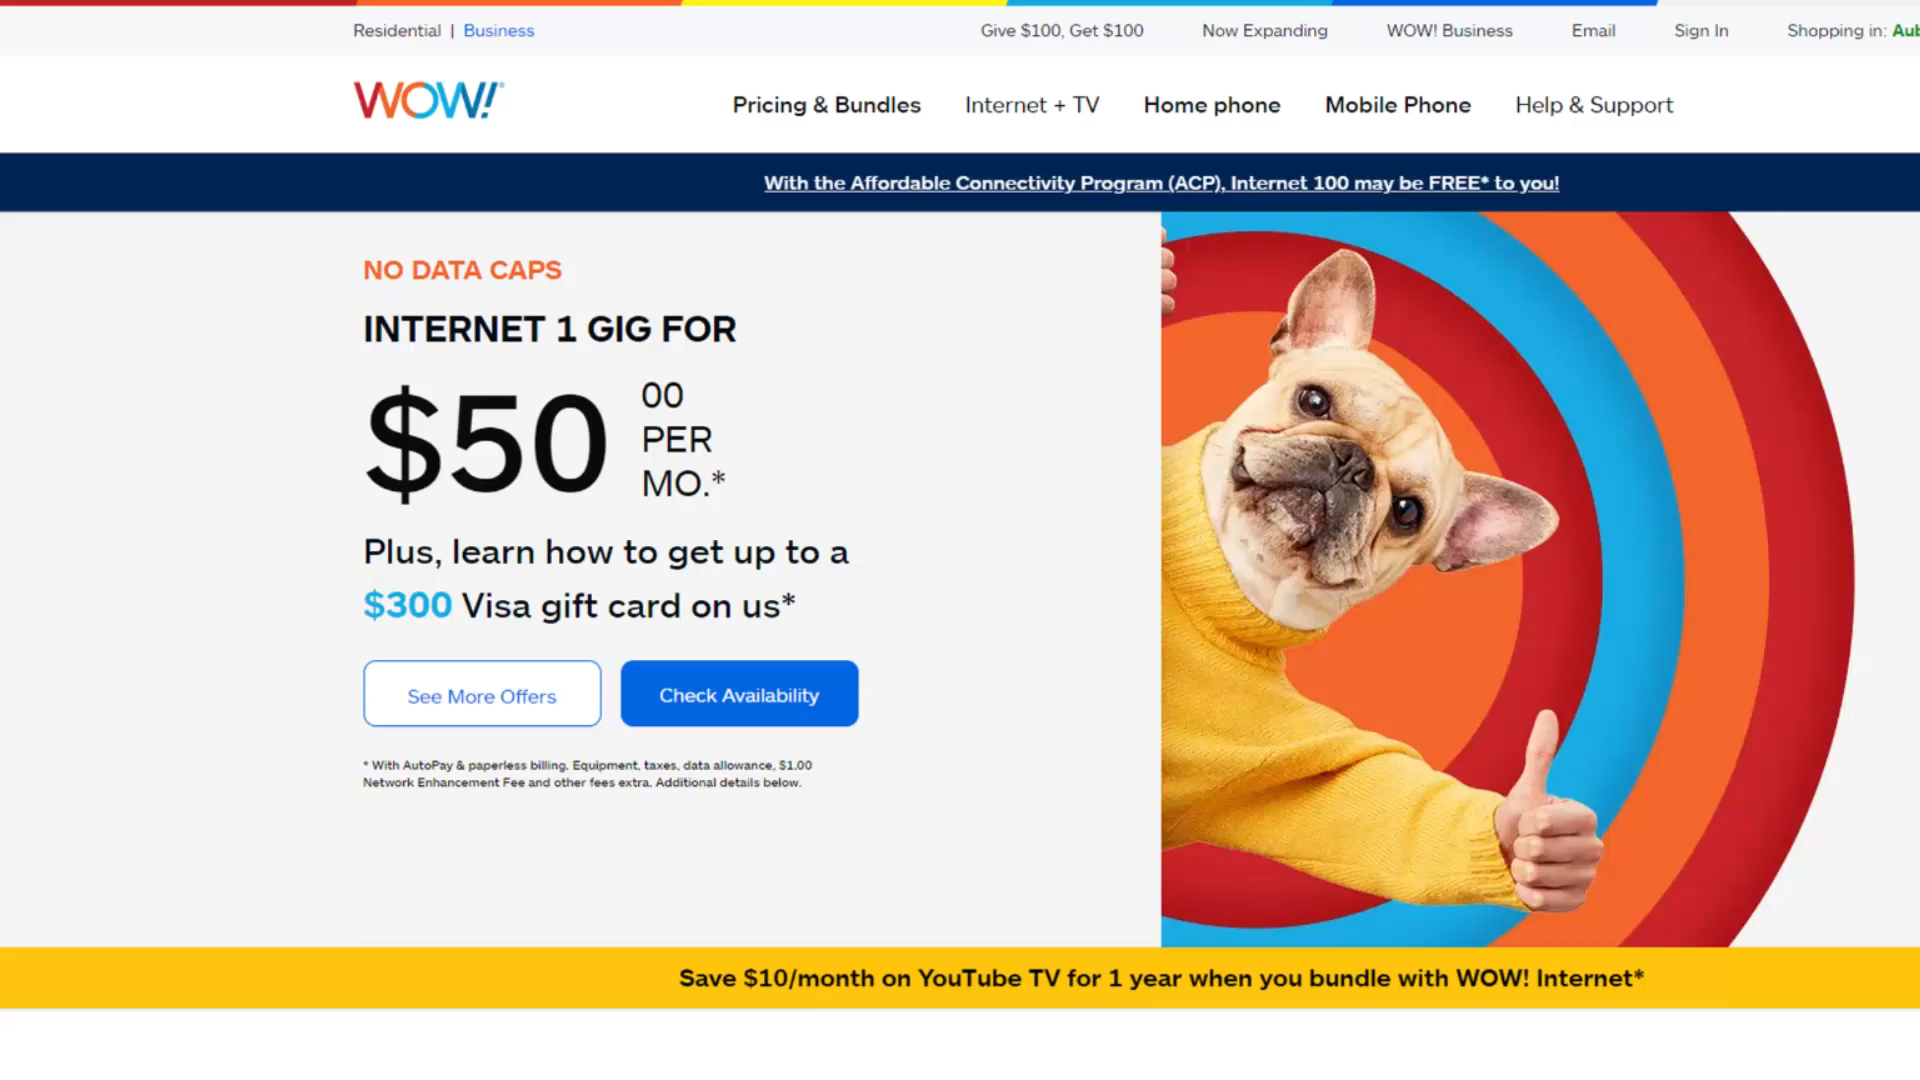 Residential | Business
Give $100, Get $100
Now Expanding
WOW! Business
Email
Sign In
Shopping in:
WOW!
Pricing & Bundles
Internet + TV
Home phone
Mobile Phone
Help & Support
With the Affordable Connectivity Program (ACP), Internet 100 may be FREE* to you!
NO DATA CAPS
INTERNET 1 GIG FOR
$50 00
PER
MO.*
Plus, learn how to get up to a
$300 Visa gift card on us*
See More Offers
Check Availability
* With AutoPay & paperless billing. Equipment, taxes, data allowance, $1.00
Network Enhancement Fee and other fees extra. Additional details below.
Save $10/month on YouTube TV for 1 year when you bundle with WOW! Internet*